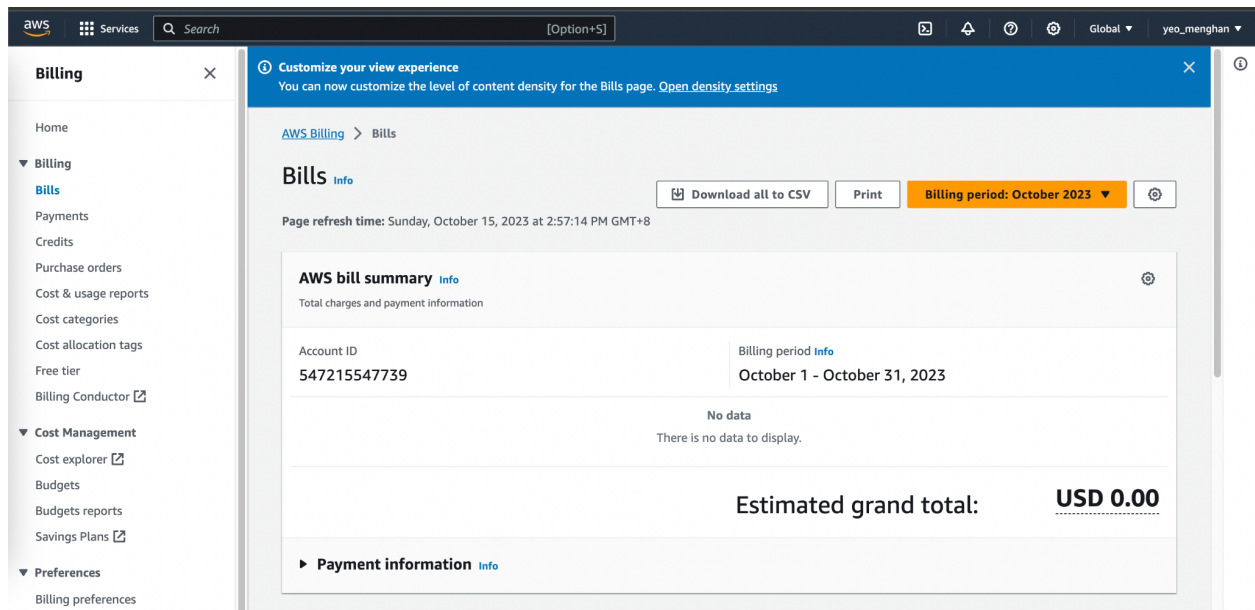 aws
Services
Search
[Option+S]
Global
yeo_menghan
Billing
Home
Billing
Bills
Payments
Credits
Purchase orders
Cost & usage reports
Cost categories
Cost allocation tags
Free tier
Billing Conductor
Cost Management
Cost explorer
Budgets
Budgets reports
Savings Plans
Preferences
Billing preferences
Customize your view experience
You can now customize the level of content density for the Bills page. Open density settings
AWS Billing > Bills
Bills Info
Download all to CSV
Print
Billing period: October 2023
Page refresh time: Sunday, October 15, 2023 at 2:57:14 PM GMT+8
AWS bill summary Info
Total charges and payment information
Account ID
547215547739
Billing period Info
October 1 - October 31, 2023
No data
There is no data to display.
Estimated grand total: USD 0.00
Payment information Info